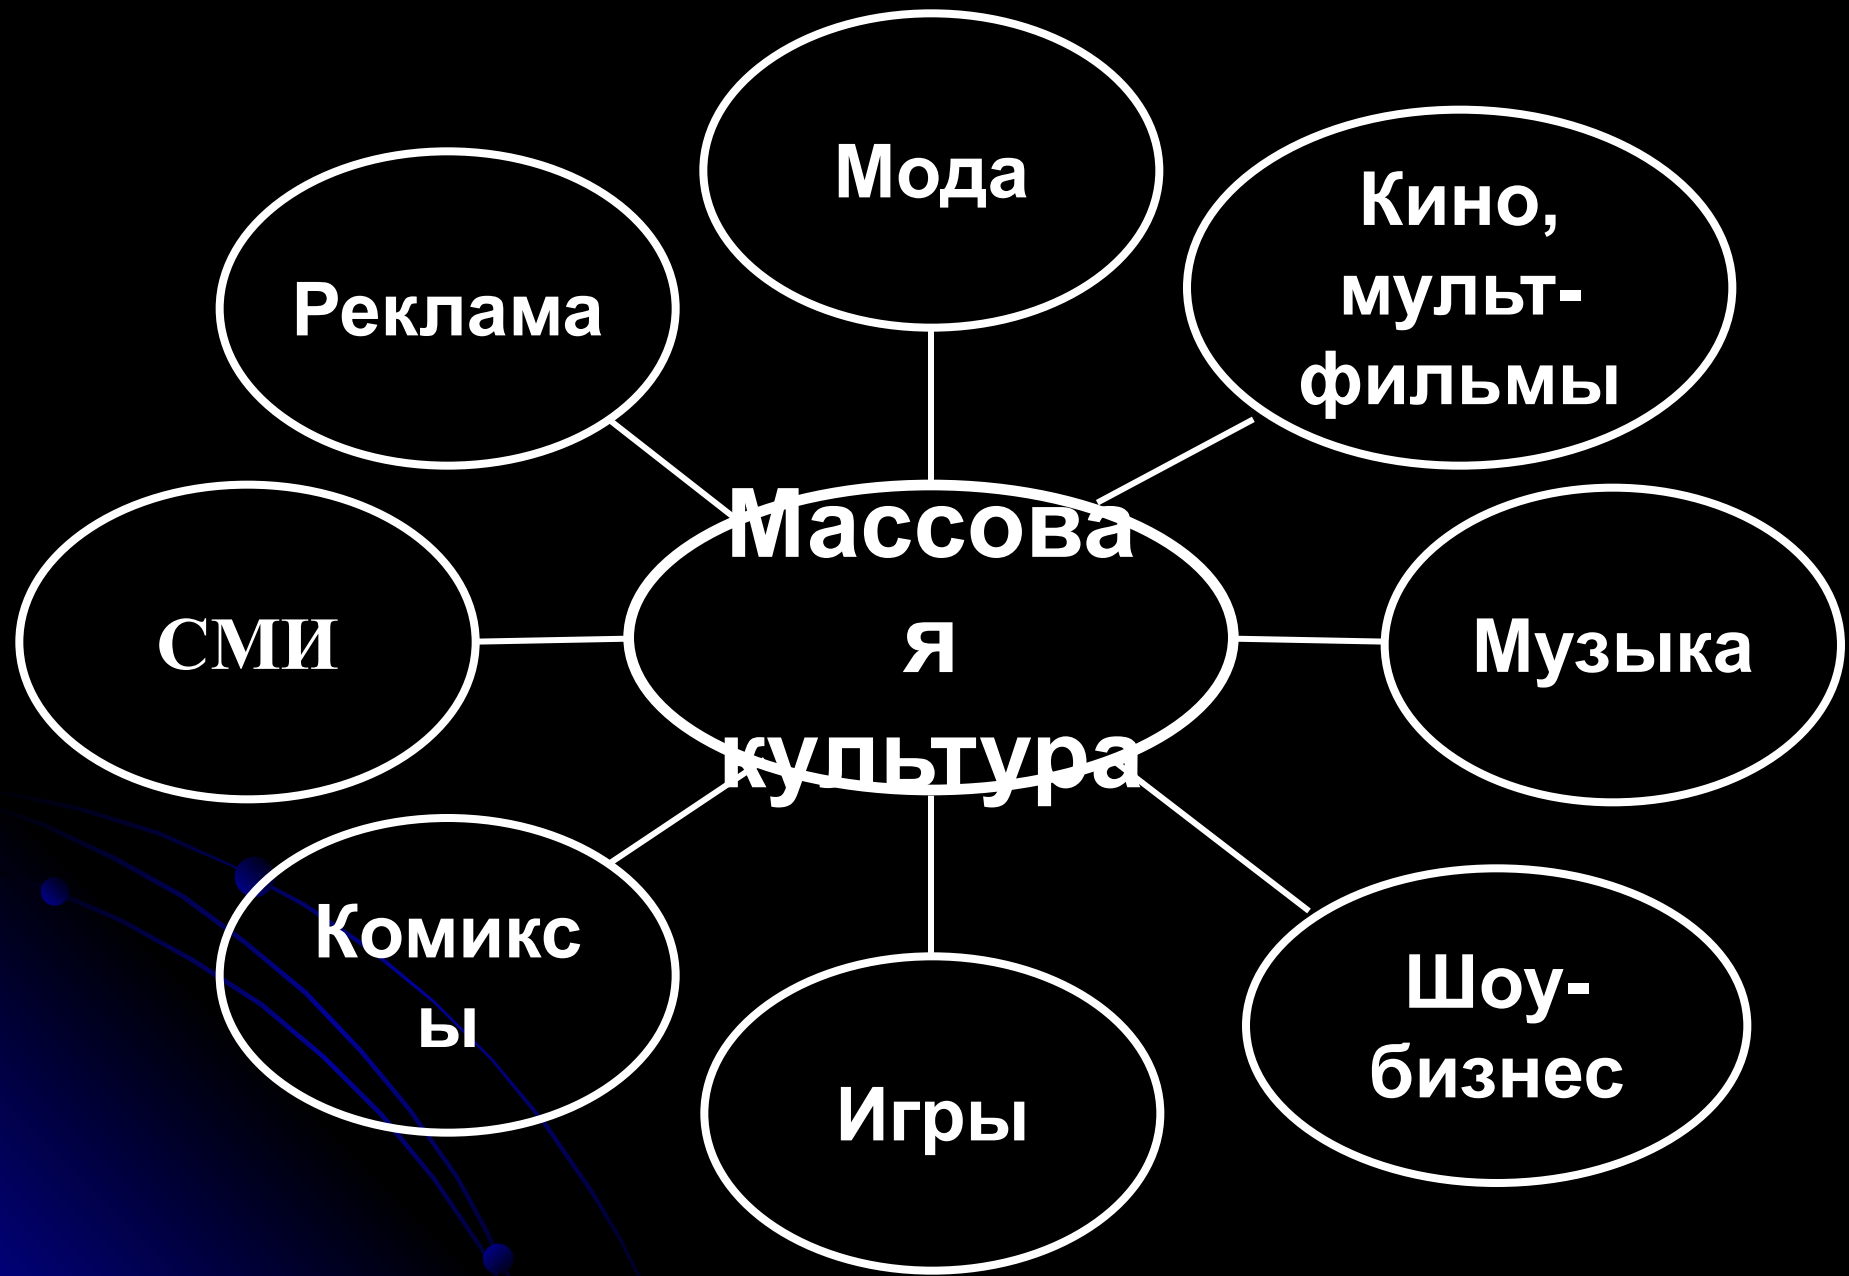 Мода
Кино,
мульт-
фильмы
Реклама
Массова
я
культура
СМИ
Музыка
Комикс
ы
Шоу-
бизнес
Игры